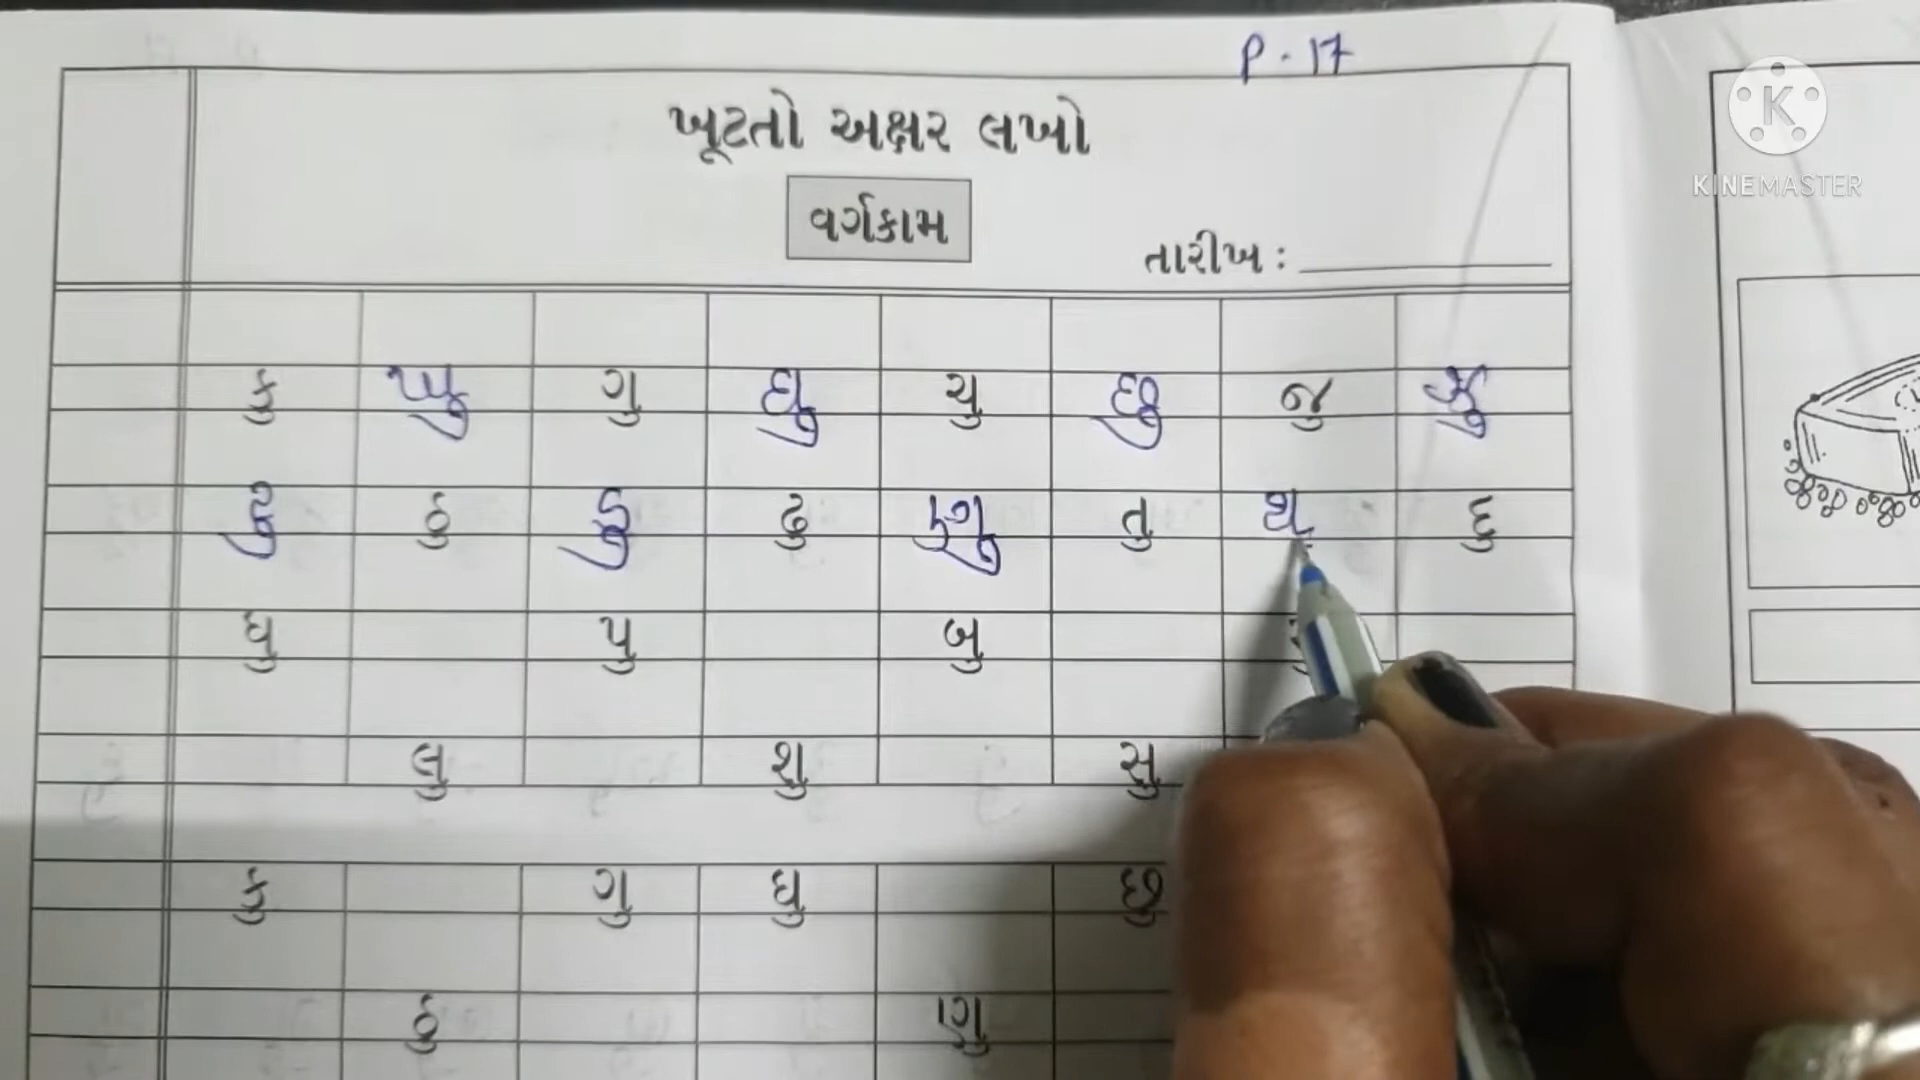 P - 17
K
KINEMASTER
ખૂટતો અક્ષર લખો
વર્ગકામ
તારીખ :
કુ ખુ ગુ ઘુ ચુ છુ જુ ઝુ
ટુ ઠુ ડુ ઢુ ણુ તુ થ દુ
ધુ પુ બુ
લુ શુ સુ
કુ ગુ ઘુ છુ
ઠુ ણુ